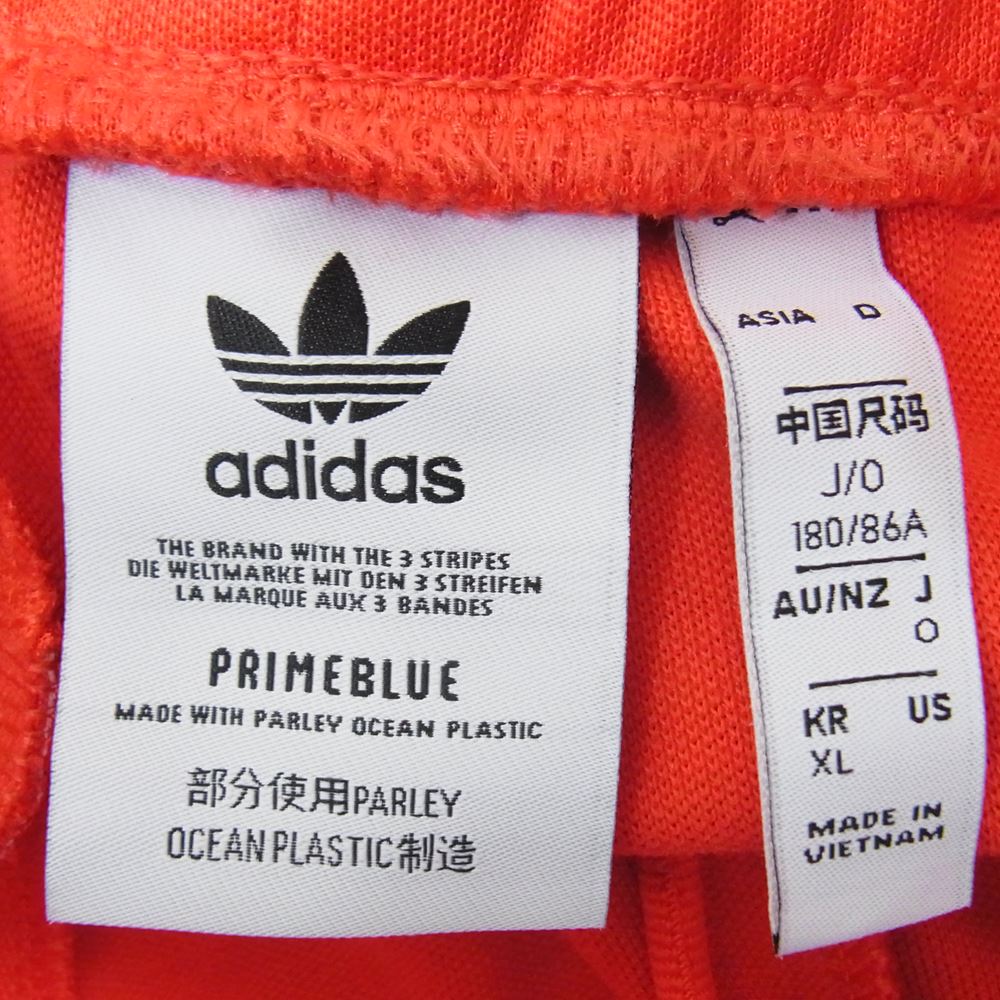 adidas
THE BRAND WITH THE 3 STRIPES
DIE WELTMARKE MIT DEN 3 STREIFEN
LA MARQUE AUX 3 BANDES
PRIMEBLUE
MADE WITH PARLEY OCEAN PLASTIC
部分使用PARLEY
OCEAN PLASTIC制造
ASIA D
中国尺码
J/O
180/86A
AU/NZ J
O
KR US
XL
MADE IN
VIETNAM